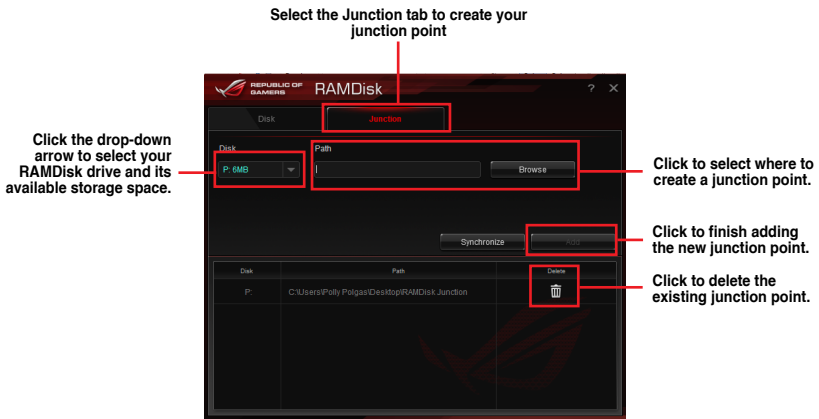 Select the Junction tab to create your
junction point
REPUBLIC OF
GAMERS
RAMDisk
? ×
Disk
Junction
Click the drop-down
arrow to select your
RAMDisk drive and its
available storage space.
Disk
Path
P: 6MB
Browse
Click to select where to
create a junction point.
Synchronize
Add
Click to finish adding
the new junction point.
Disk
Path
Delete
P:
C:\Users\Polly Polgas\Desktop\RAMDisk Junction
Click to delete the
existing junction point.